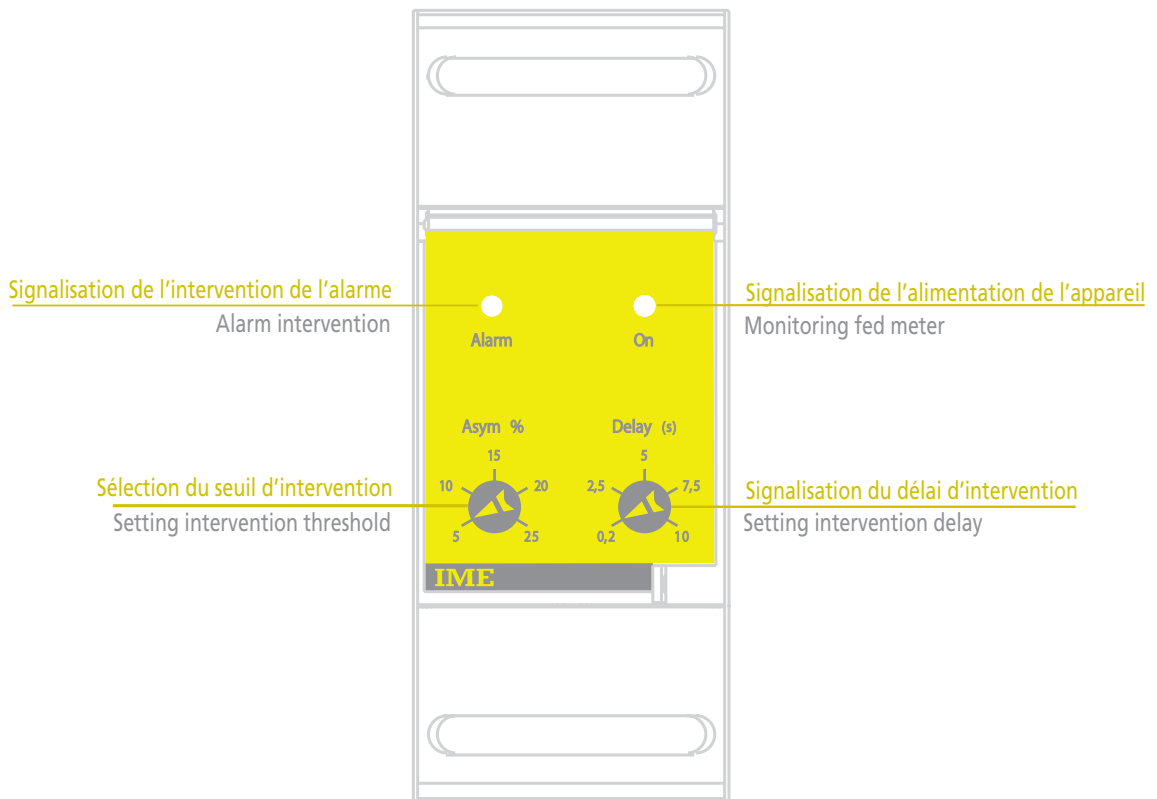 Signalisation de l'intervention de l'alarme
Alarm intervention
Signalisation de l'alimentation de l'appareil
Monitoring fed meter
Alarm
On
Asym %
Delay (s)
15
5
10
20
2,5
7,5
Sélection du seuil d'intervention
Setting intervention threshold
Signalisation du délai d'intervention
Setting intervention delay
5
25
0,2
10
IME